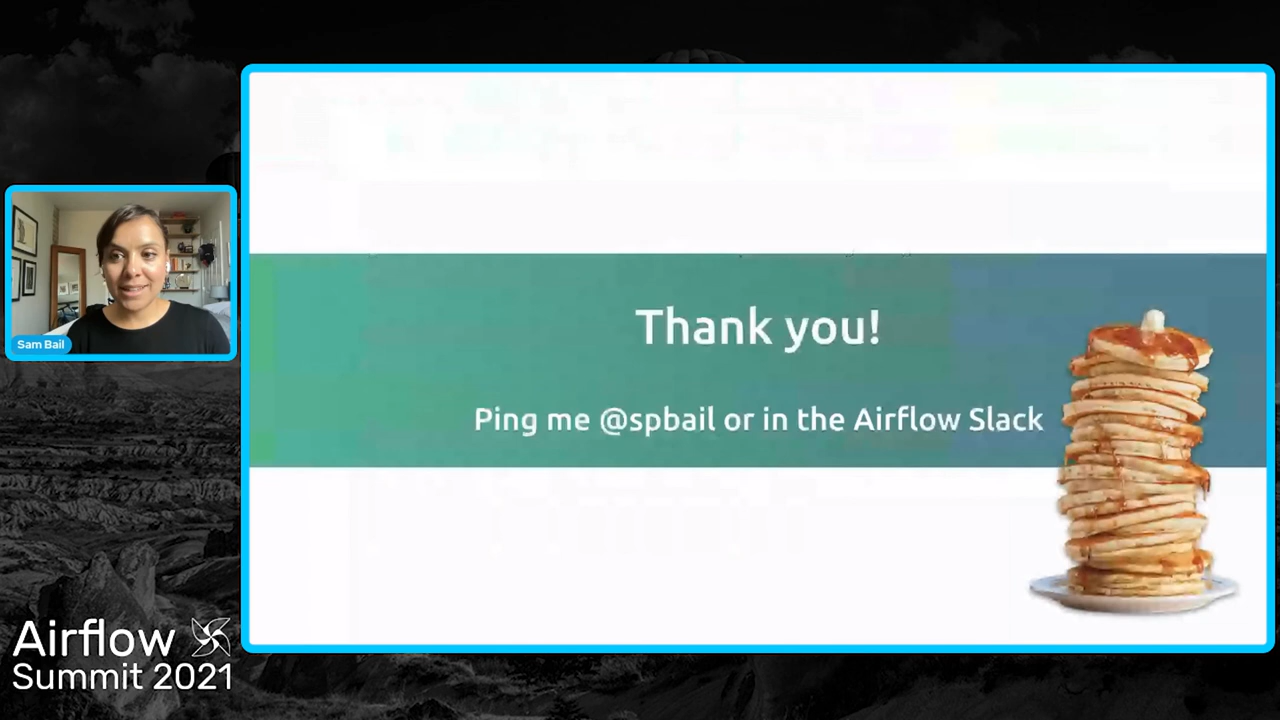 Thank you!
Ping me @spbail or in the Airflow Slack
Sam Bail
Airflow
Summit 2021